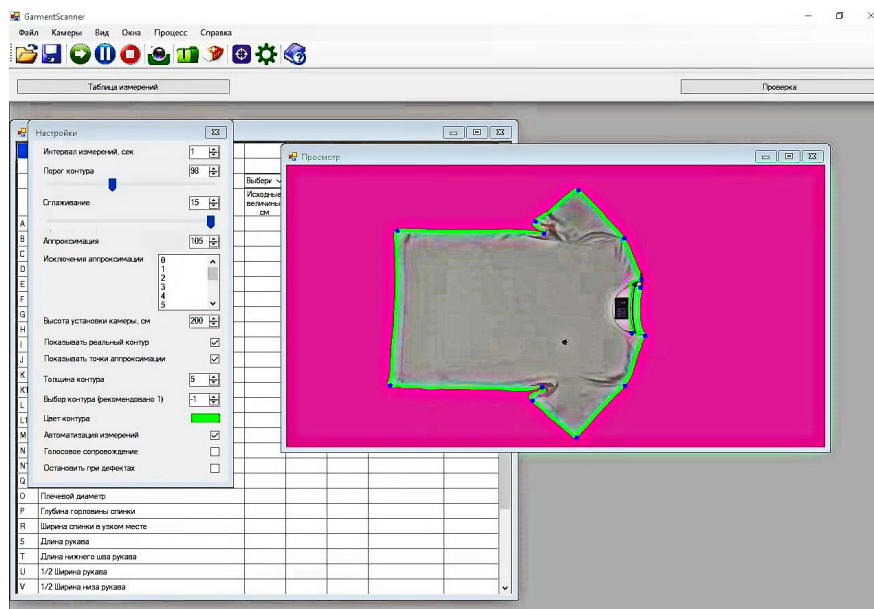 GarmentScanner
Файл Камеры Вид Окна Процесс Справка
Таблица измерений
Проверка
Настройки
Интервал измерений, сек 1
Порог контура 98
Сглаживание 15
Аппроксимация 105
Исключения аппроксимации 0
1
2
3
4
5
Высота установки камеры, см 200
Показывать реальный контур
Показывать точки аппроксимации
Толщина контура 5
Выбор контура (рекомендовано 1) -1
Цвет контура
Автоматизация измерений
Голосовое сопровождение
Остановить при дефектах
Просмотр
Выбери
Исходные
величины
см
A
B
C
D
E
F
G
H
I
J
K
K1
L
L1
M
N
N
Q
O Плечевой диаметр
P Глубина горловины спинки
R Ширина спинки в узком месте
S Длина рукава
T Длина нижнего шва рукава
U 1/2 Ширина рукава
V 1/2 Ширина низа рукава